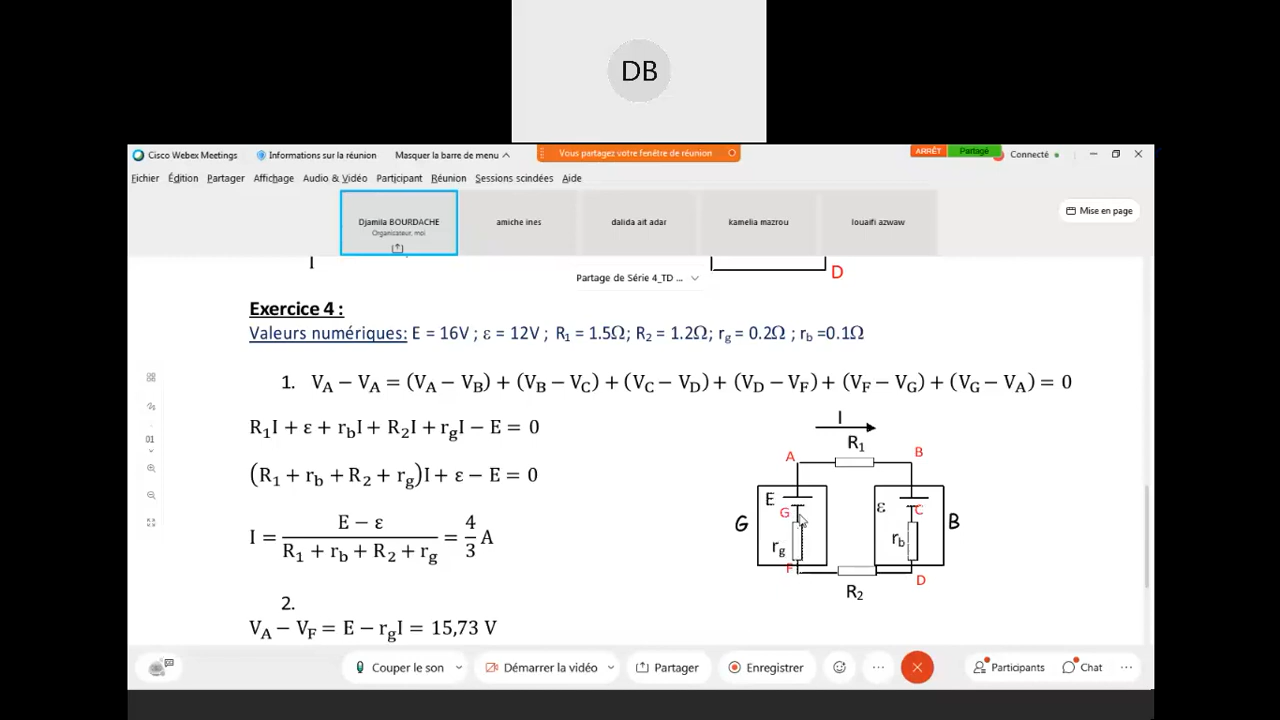 DB
Cisco Webex Meetings
Informations sur la réunion
Masquer la barre de menu
Vous partagez votre fenêtre de réunion
ARRÊT
Partagé
Connecté
Fichier Édition Partager Affichage Audio & Vidéo Participant Réunion Sessions scindées Aide
Djamila BOURDACHE
Organisateur, moi
amiche ines
dalida ait adar
kamelia mazrou
louaifi azwaw
Mise en page
I
D
Partage de Série 4_TD ...
Exercice 4 :
Valeurs numériques: E = 16V ; ε = 12V ; R₁ = 1.5Ω; R₂ = 1.2Ω; r_g = 0.2Ω ; r_b =0.1Ω
1. V_A − V_A = (V_A − V_B) + (V_B − V_C) + (V_C − V_D) + (V_D − V_F) + (V_F − V_G) + (V_G − V_A) = 0
R₁I + ε + r_bI + R₂I + r_gI − E = 0
(R₁ + r_b + R₂ + r_g)I + ε − E = 0
I = (E − ε) / (R₁ + r_b + R₂ + r_g) = 4/3 A
2.
V_A − V_F = E − r_gI = 15,73 V
I
R₁
A
B
E
G
ε
C
G
B
r_g
r_b
F
D
R₂
01
Couper le son
Démarrer la vidéo
Partager
Enregistrer
...
Participants
Chat
...